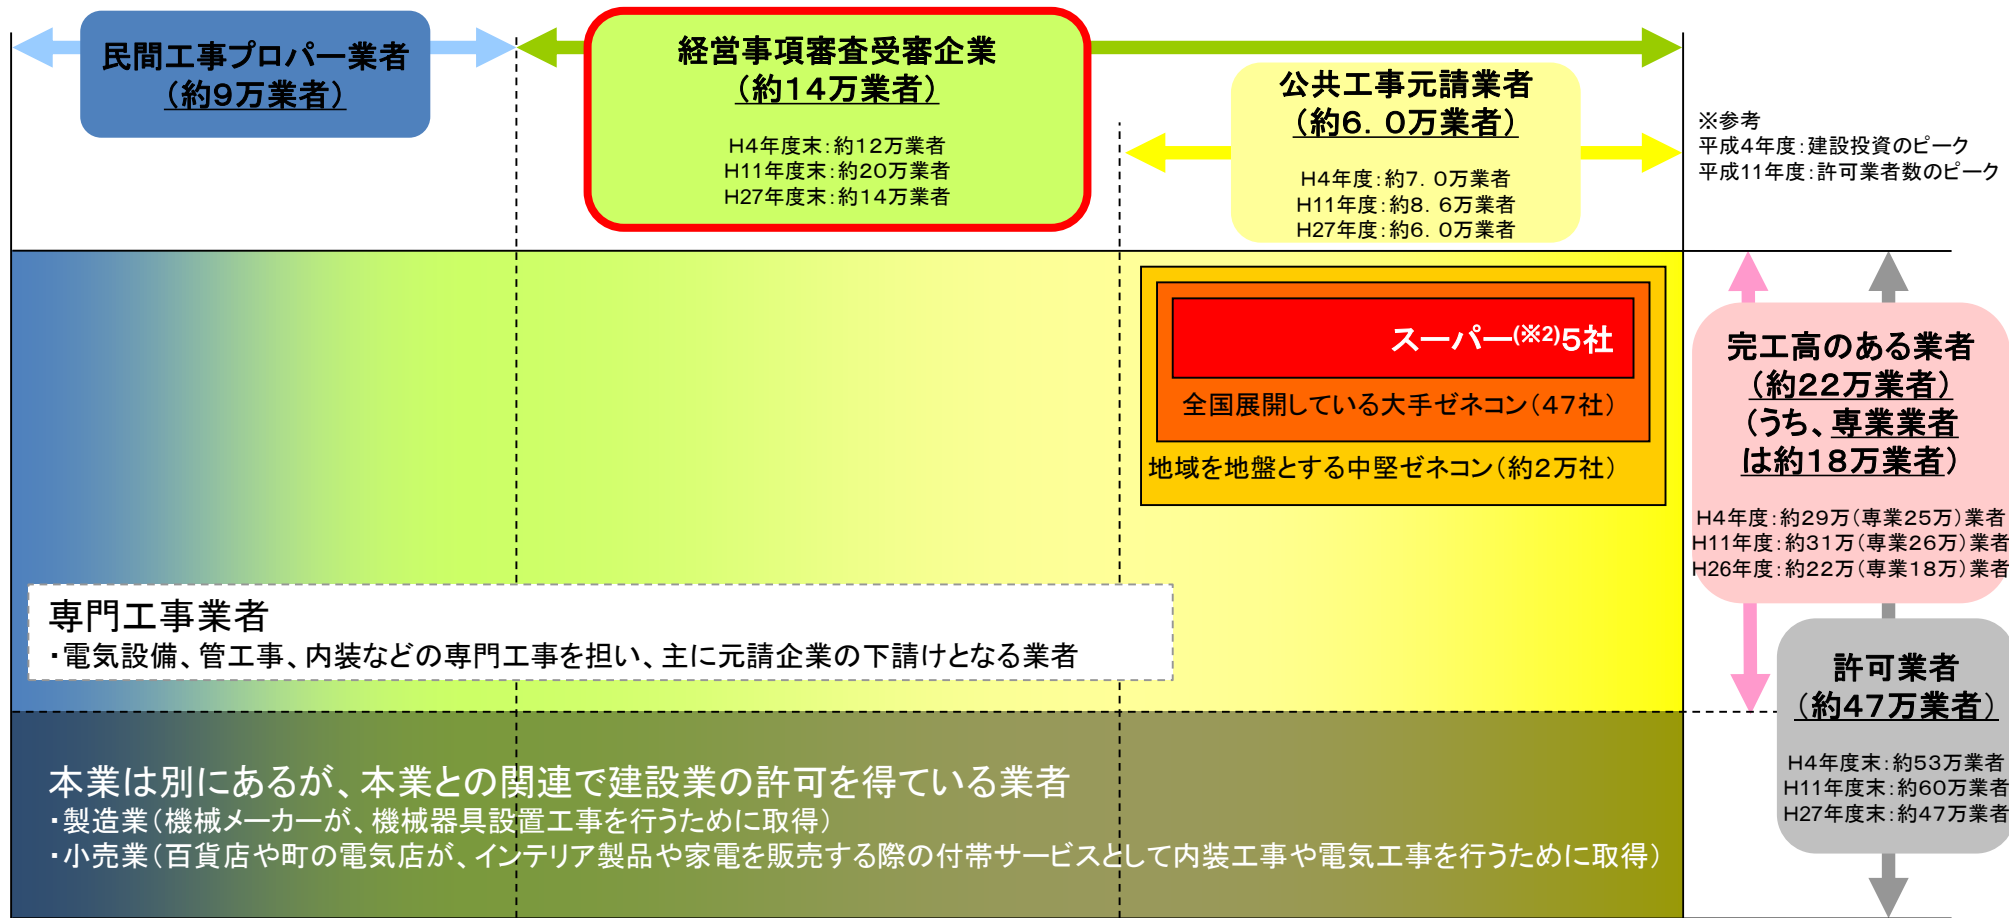 民間工事プロパー業者
(約9万業者)
経営事項審査受審企業
(約14万業者)
H4年度末:約12万業者
H11年度末:約20万業者
H27年度末:約14万業者
公共工事元請業者
(約6.0万業者)
H4年度:約7.0万業者
H11年度:約8.6万業者
H27年度:約6.0万業者
※参考
平成4年度:建設投資のピーク
平成11年度:許可業者数のピーク
スーパー(※2)5社
全国展開している大手ゼネコン(47社)
地域を地盤とする中堅ゼネコン(約2万社)
完工高のある業者
(約22万業者)
(うち、専業業者
は約18万業者)
H4年度:約29万(専業25万)業者
H11年度:約31万(専業26万)業者
H26年度:約22万(専業18万)業者
専門工事業者
・電気設備、管工事、内装などの専門工事を担い、主に元請企業の下請けとなる業者
許可業者
(約47万業者)
H4年度末:約53万業者
H11年度末:約60万業者
H27年度末:約47万業者
本業は別にあるが、本業との関連で建設業の許可を得ている業者
・製造業(機械メーカーが、機械器具設置工事を行うために取得)
・小売業(百貨店や町の電気店が、インテリア製品や家電を販売する際の付帯サービスとして内装工事や電気工事を行うために取得)